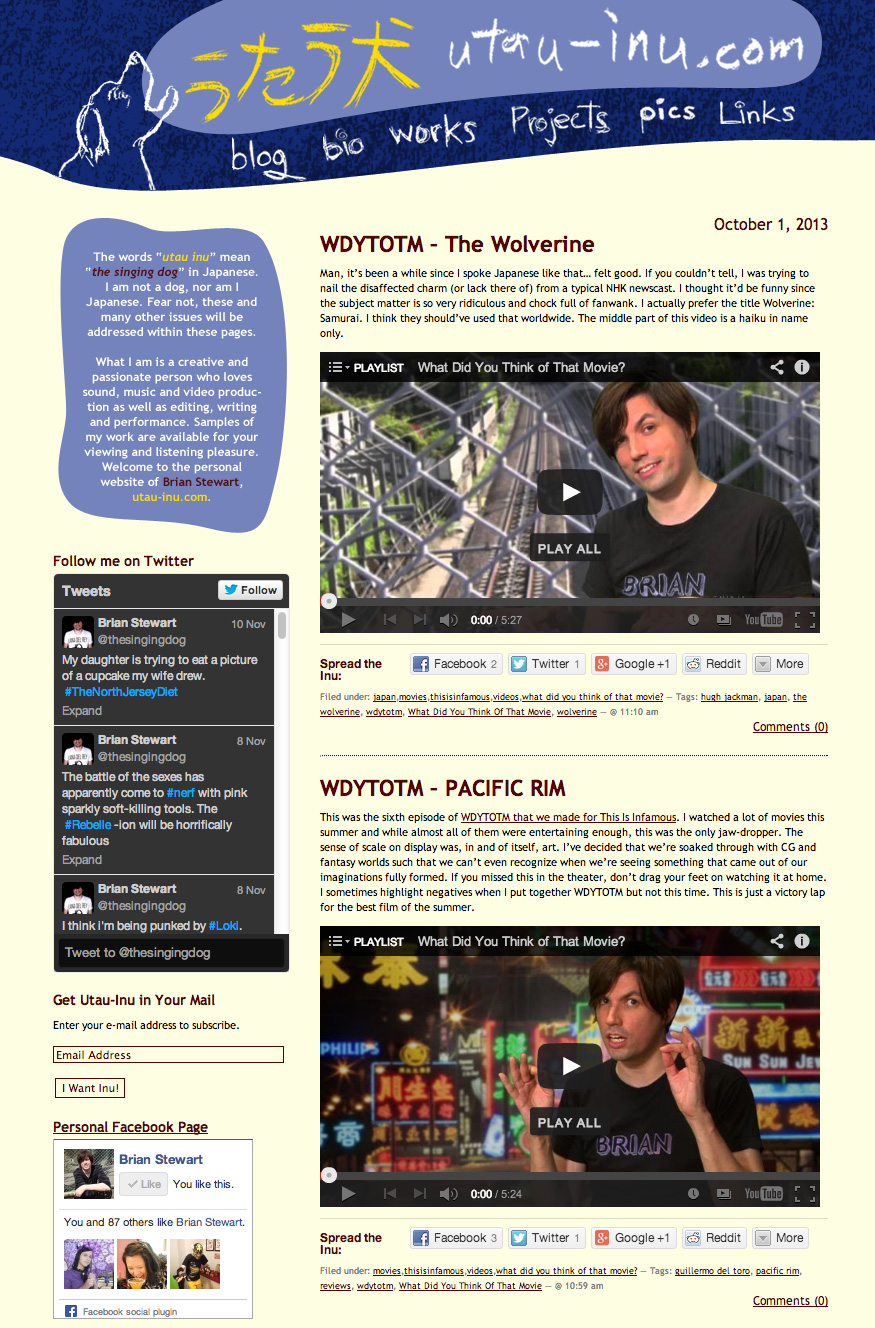 うたう犬
utau-inu.com
blog bio works Projects pics Links
The words "utau inu" mean
"the singing dog" in Japanese.
I am not a dog, nor am I
Japanese. Fear not, these and
many other issues will be
addressed within these pages.
What I am is a creative and
passionate person who loves
sound, music and video produc-
tion as well as editing, writing
and performance. Samples of
my work are available for your
viewing and listening pleasure.
Welcome to the personal
website of Brian Stewart,
utau-inu.com.
Follow me on Twitter
Tweets
Follow
Brian Stewart 10 Nov
@thesingingdog
My daughter is trying to eat a picture
of a cupcake my wife drew.
#TheNorthJerseyDiet
Expand
Brian Stewart 8 Nov
@thesingingdog
The battle of the sexes has
apparently come to #nerf with pink
sparkly soft-killing tools. The
#Rebelle -ion will be horrifically
fabulous
Expand
Brian Stewart 8 Nov
@thesingingdog
I think i'm being punked by #Loki.
Tweet to @thesingingdog
Get Utau-Inu in Your Mail
Enter your e-mail address to subscribe.
Email Address
I Want Inu!
Personal Facebook Page
Brian Stewart
Like You like this.
You and 87 others like Brian Stewart.
Facebook social plugin
October 1, 2013
WDYTOTM – The Wolverine
Man, it's been a while since I spoke Japanese like that… felt good. If you couldn't tell, I was trying to
nail the disaffected charm (or lack there of) from a typical NHK newscast. I thought it'd be funny since
the subject matter is so very ridiculous and chock full of fanwank. I actually prefer the title Wolverine:
Samurai. I think they should've used that worldwide. The middle part of this video is a haiku in name
only.
PLAYLIST What Did You Think of That Movie?
BRIAN
PLAY ALL
0:00 / 5:27
YouTube
Spread the
Inu:
Facebook 2
Twitter 1
Google +1
Reddit
More
Filed under: japan,movies,thisisinfamous,videos,what did you think of that movie? — Tags: hugh jackman, japan, the
wolverine, wdytotm, What Did You Think Of That Movie, wolverine — @ 11:10 am
Comments (0)
WDYTOTM – PACIFIC RIM
This was the sixth episode of WDYTOTM that we made for This Is Infamous. I watched a lot of movies this
summer and while almost all of them were entertaining enough, this was the only jaw-dropper. The
sense of scale on display was, in and of itself, art. I've decided that we're soaked through with CG and
fantasy worlds such that we can't even recognize when we're seeing something that came out of our
imaginations fully formed. If you missed this in the theater, don't drag your feet on watching it at home.
I sometimes highlight negatives when I put together WDYTOTM but not this time. This is just a victory lap
for the best film of the summer.
PLAYLIST What Did You Think of That Movie?
PHILIPS
周生生
新新
SUN SUN JEW
BRIAN
PLAY ALL
0:00 / 5:24
YouTube
Spread the
Inu:
Facebook 3
Twitter 1
Google +1
Reddit
More
Filed under: movies,thisisinfamous,videos,what did you think of that movie? — Tags: guillermo del toro, pacific rim,
reviews, wdytotm, What Did You Think Of That Movie — @ 10:59 am
Comments (0)